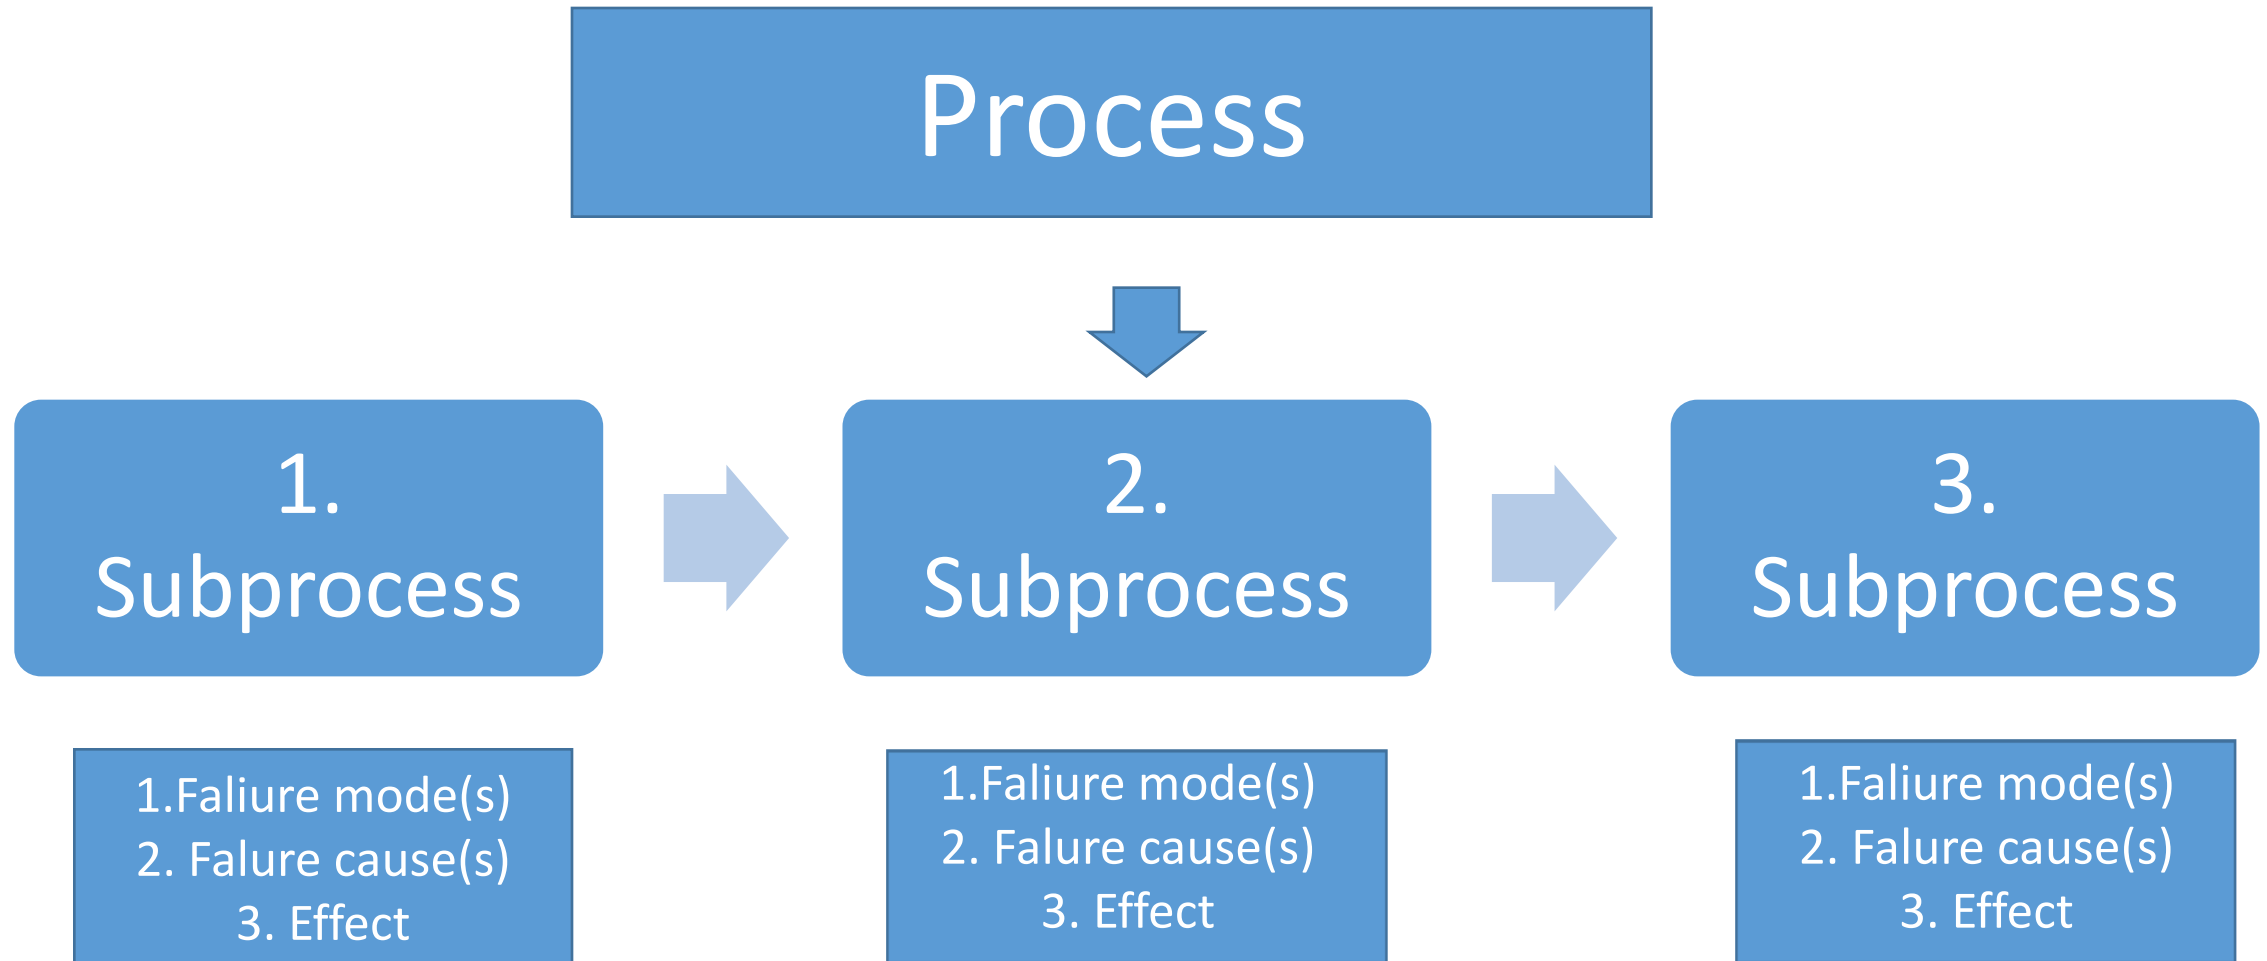 Process
1.
Subprocess
2.
Subprocess
3.
Subprocess
1.Faliure mode(s)
2. Falure cause(s)
3. Effect
1.Faliure mode(s)
2. Falure cause(s)
3. Effect
1.Faliure mode(s)
2. Falure cause(s)
3. Effect